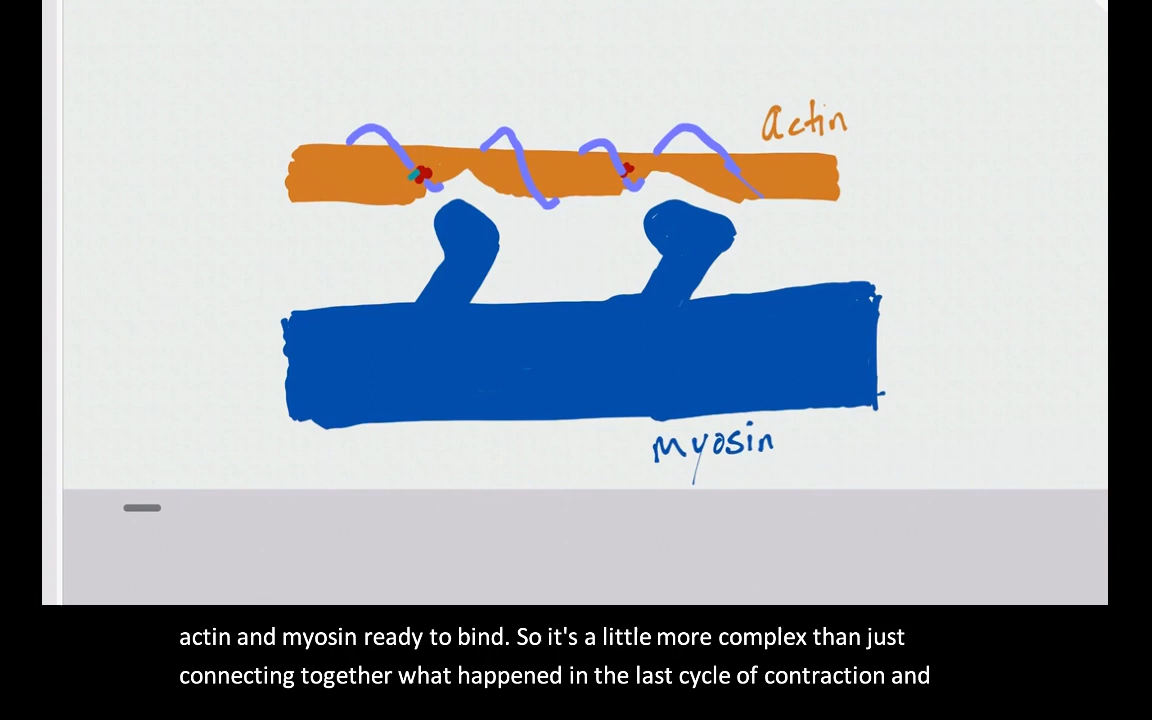 actin
myosin
actin and myosin ready to bind. So it's a little more complex than just
connecting together what happened in the last cycle of contraction and